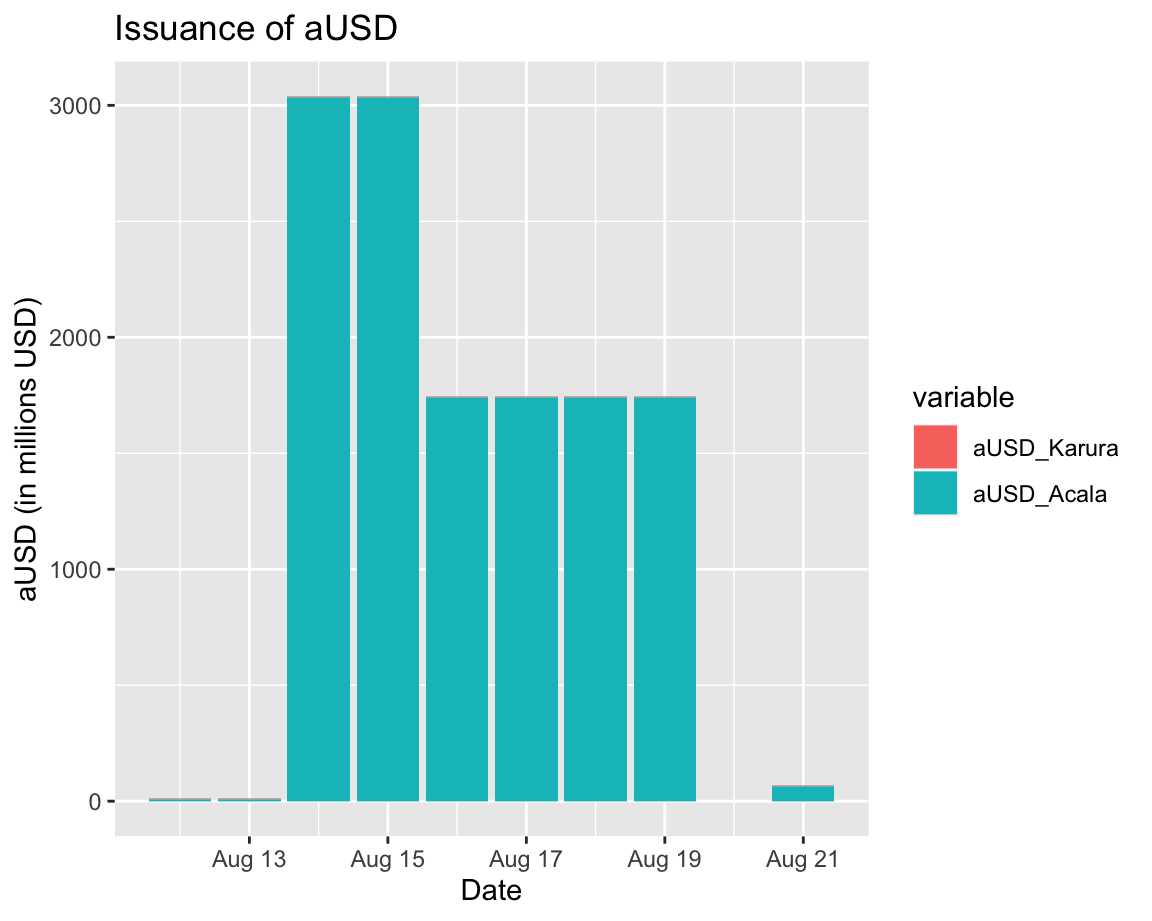 Issuance of aUSD
aUSD (in millions USD)
3000
2000
1000
0
Aug 13 Aug 15 Aug 17 Aug 19 Aug 21
Date
variable
aUSD_Karura
aUSD_Acala